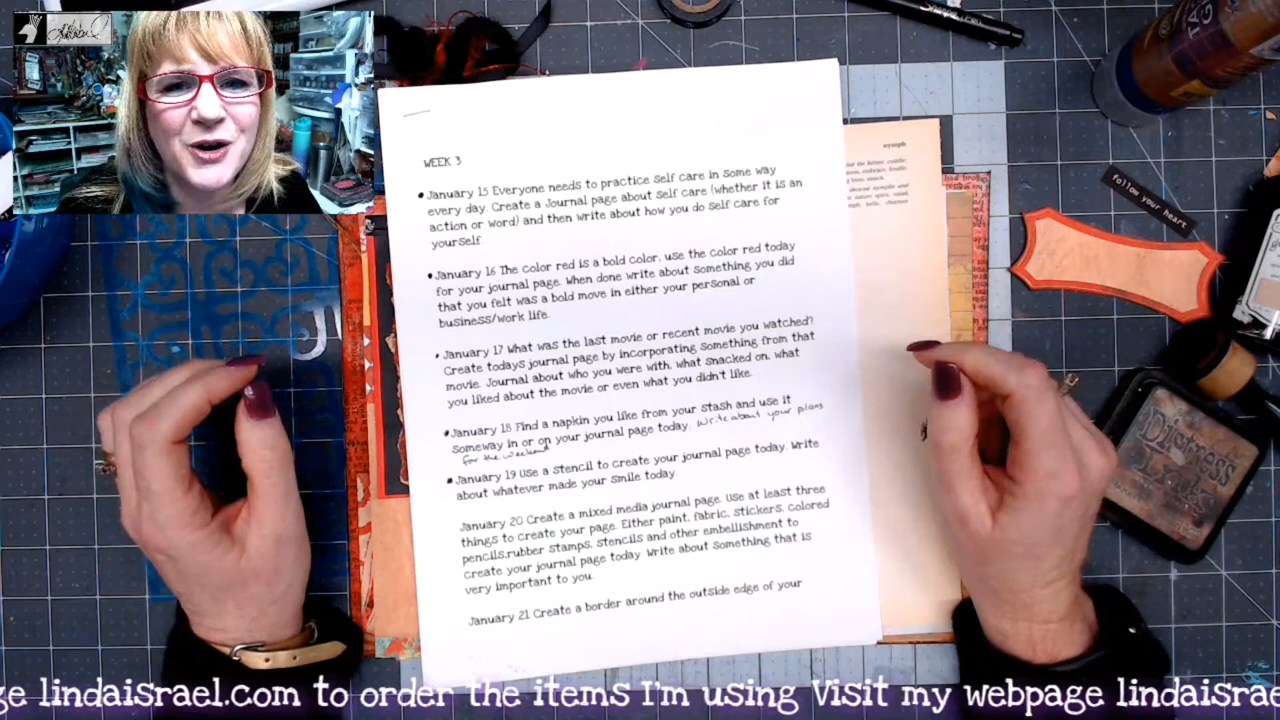 WEEK 3
January 15 Everyone needs to practice self care in some way
every day. Create a Journal page about self care (whether it is an
action or word) and then write about how you do self care for
yourself.
January 16 The color red is a bold color, use the color red today
for your journal page. When done write about something you did
that you felt was a bold move in either your personal or
business/work life.
January 17 What was the last movie or recent movie you watched?
Create todays journal page by incorporating something from that
movie. Journal about who you were with, what snacked on, what
you liked about the movie or even what you didn't like.
January 18 Find a napkin you like from your stash and use it
someway in or on your journal page today. Write about your plans
for the weekend
January 19 Use a stencil to create your journal page today. Write
about whatever made your smile today
January 20 Create a mixed media journal page. Use at least three
things to create your page. Either paint, fabric, stickers, colored
pencils,rubber stamps, stencils and other embellishment to
create your journal page today. Write about something that is
very important to you.
January 21 Create a border around the outside edge of your
nymph
follow your heart
Distress
ge lindaisrael.com to order the items I'm using Visit my webpage lindaisrae